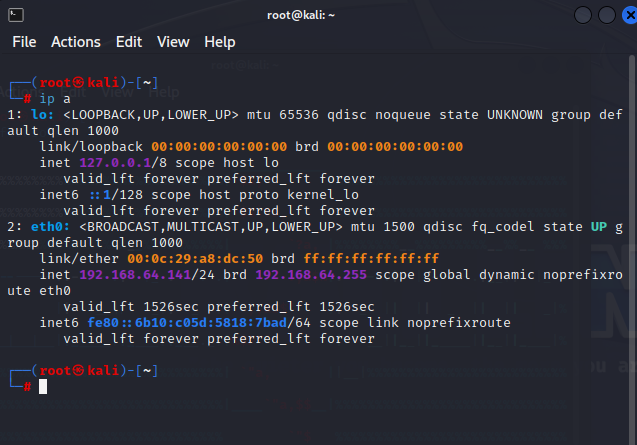 root@kali: ~
File Actions Edit View Help
┌──(root㉿kali)-[~]
└─# ip a
1: lo: <LOOPBACK,UP,LOWER_UP> mtu 65536 qdisc noqueue state UNKNOWN group def
ault qlen 1000
    link/loopback 00:00:00:00:00:00 brd 00:00:00:00:00:00
    inet 127.0.0.1/8 scope host lo
       valid_lft forever preferred_lft forever
    inet6 ::1/128 scope host proto kernel_lo
       valid_lft forever preferred_lft forever
2: eth0: <BROADCAST,MULTICAST,UP,LOWER_UP> mtu 1500 qdisc fq_codel state UP g
roup default qlen 1000
    link/ether 00:0c:29:a8:dc:50 brd ff:ff:ff:ff:ff:ff
    inet 192.168.64.141/24 brd 192.168.64.255 scope global dynamic noprefixro
ute eth0
       valid_lft 1526sec preferred_lft 1526sec
    inet6 fe80::6b10:c05d:5818:7bad/64 scope link noprefixroute
       valid_lft forever preferred_lft forever
┌──(root㉿kali)-[~]
└─#